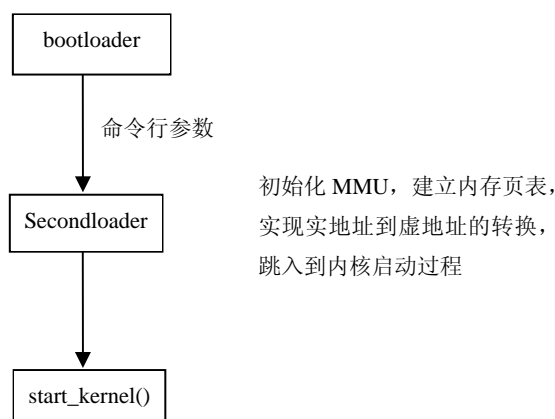 bootloader
命令行参数
初始化 MMU，建立内存页表，
Secondloader
实现实地址到虚地址的转换，
跳入到内核启动过程
start_kernel()